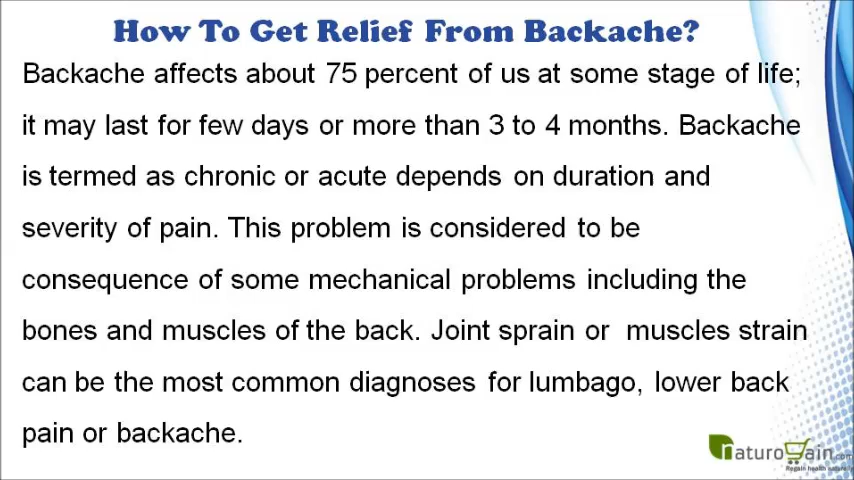 How To Get Relief From Backache?
Backache affects about 75 percent of us at some stage of life;
it may last for few days or more than 3 to 4 months. Backache
is termed as chronic or acute depends on duration and
severity of pain. This problem is considered to be
consequence of some mechanical problems including the
bones and muscles of the back. Joint sprain or muscles strain
can be the most common diagnoses for lumbago, lower back
pain or backache.
naturogain.com
Regain health naturally